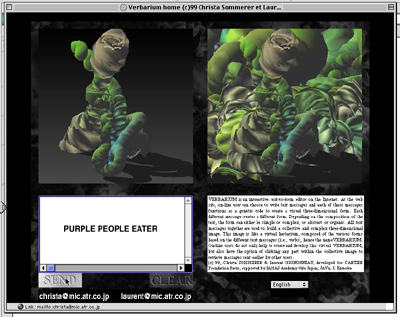 Verbarium home (c)99 Christa Sommerer et Laur...
PURPLE PEOPLE EATER
VERBARIUM is an interactive text-to-form editor on the Internet. At the web
site, on-line user can choose to write text messages and each of these messages
functions as a genetic code to create a visual three-dimensional form. Each
different message creates a different form. Depending on the composition of the
text, the form can either be simple or complex, or abstract or organic. All text
messages together are used to build a collective and complex three-dimensional
image. This image is like a virtual herbarium, composed of the various forms
based on the different text messages (i.e., verbs), hence the name VERBARIUM.
On-line users do not only help to create and develop this virtual VERBARIUM,
but also have the option of clicking any part within the collective image to
retrieve messages sent earlier by other users.
(c) 99, Christa SOMMERER & Laurent MIGNONNEAU, developed for CARTIER
Foundation Paris, supported by Japan, JAVA:
SEND CLEAN
English
christa@mic.atr.co.jp laurent@mic.atr.co.jp
Link: mailto:christa@mic.atr.co.jp